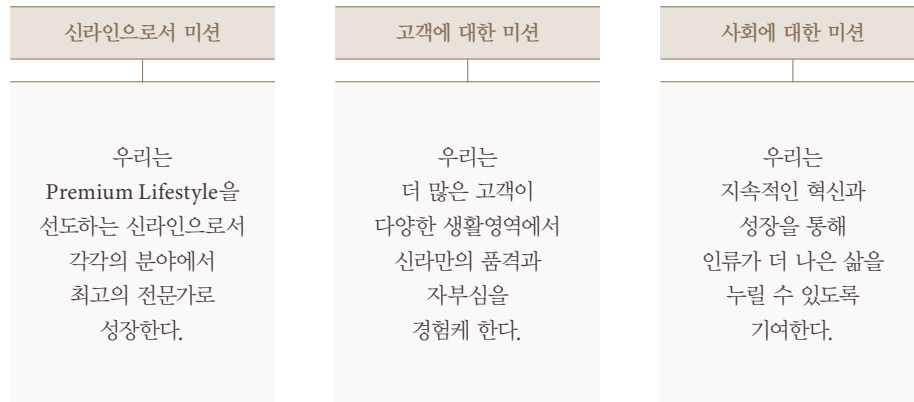 신라인으로서 미션
우리는
Premium Lifestyle을
선도하는 신라인으로서
각각의 분야에서
최고의 전문가로
성장한다.
고객에 대한 미션
우리는
더 많은 고객이
다양한 생활영역에서
신라만의 품격과
자부심을
경험케 한다.
사회에 대한 미션
우리는
지속적인 혁신과
성장을 통해
인류가 더 나은 삶을
누릴 수 있도록
기여한다.